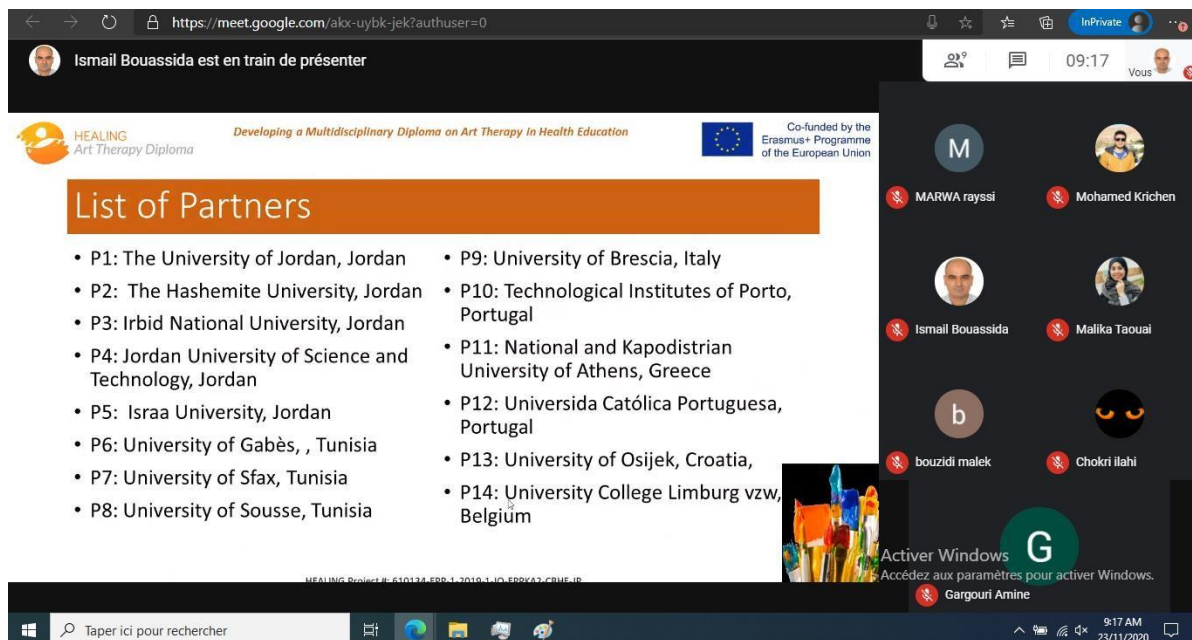 https://meet.google.com/akx-uybk-jek?authuser=0
InPrivate
Ismail Bouassida est en train de présenter
9
09:17
Vous
HEALING
Art Therapy Diploma
Developing a Multidisciplinary Diploma on Art Therapy in Health Education
Co-funded by the
Erasmus+ Programme
of the European Union
List of Partners
• P1: The University of Jordan, Jordan
• P2: The Hashemite University, Jordan
• P3: Irbid National University, Jordan
• P4: Jordan University of Science and
Technology, Jordan
• P5: Israa University, Jordan
• P6: University of Gabès, , Tunisia
• P7: University of Sfax, Tunisia
• P8: University of Sousse, Tunisia
• P9: University of Brescia, Italy
• P10: Technological Institutes of Porto,
Portugal
• P11: National and Kapodistrian
University of Athens, Greece
• P12: Universida Católica Portuguesa,
Portugal
• P13: University of Osijek, Croatia,
• P14: University College Limburg vzw,
Belgium
HEALING Project #: 610134-EPP-1-2019-1-JO-EPPKA2-CBHE-JP
M
MARWA rayssi
Mohamed Krichen
Ismail Bouassida
Malika Taouai
b
bouzidi malek
Chokri ilahi
G
Activer Windows
Accédez aux paramètres pour activer Windows.
Gargouri Amine
Taper ici pour rechercher
9:17 AM
23/11/2020